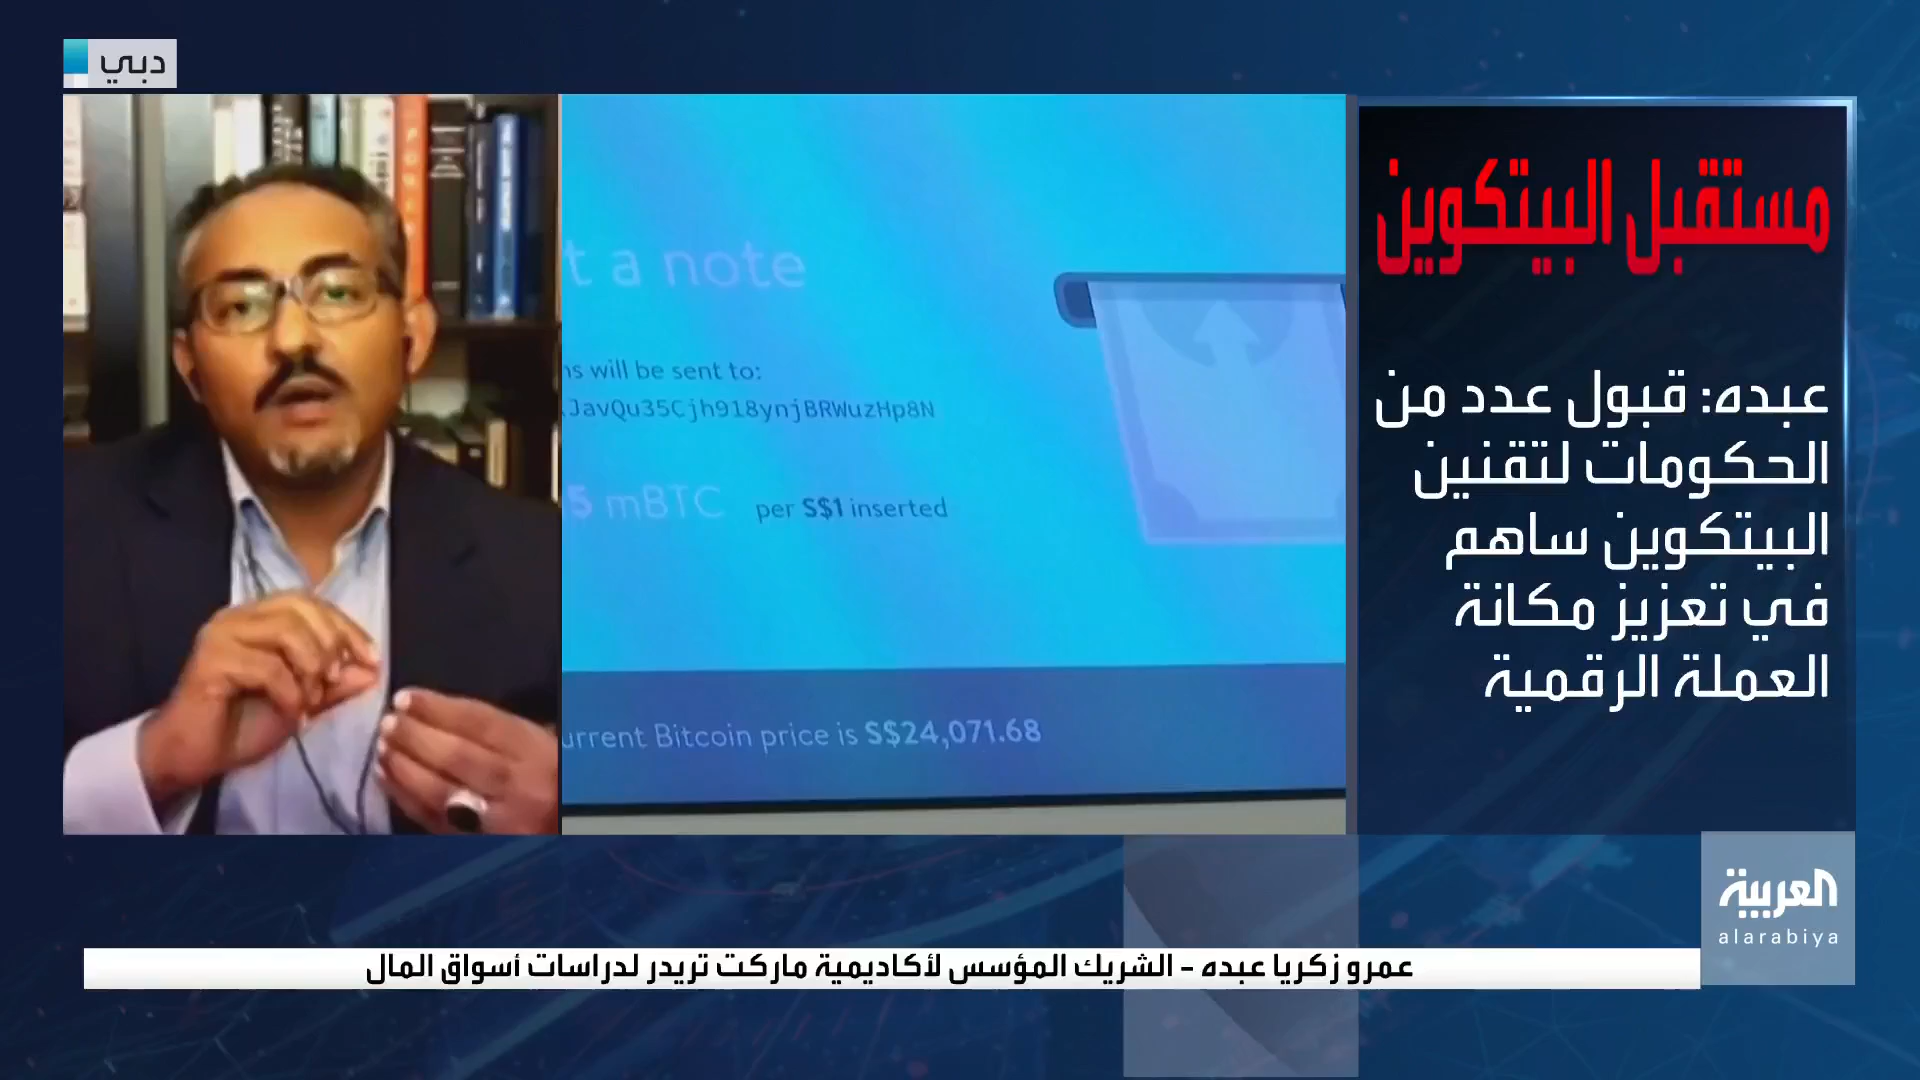 دبي
مستقبل البيتكوين
عبده: قبول عدد من
الحكومات لتقنين
البيتكوين ساهم
في تعزيز مكانة
العملة الرقمية
t a note
ns will be sent to:
JavQu35Cjh918ynjBRWuzHp8N
5 mBTC per S$1 inserted
urrent Bitcoin price is S$24,071.68
العربية
alarabiya
عمرو زكريا عبده - الشريك المؤسس لأكاديمية ماركت تريدر لدراسات أسواق المال